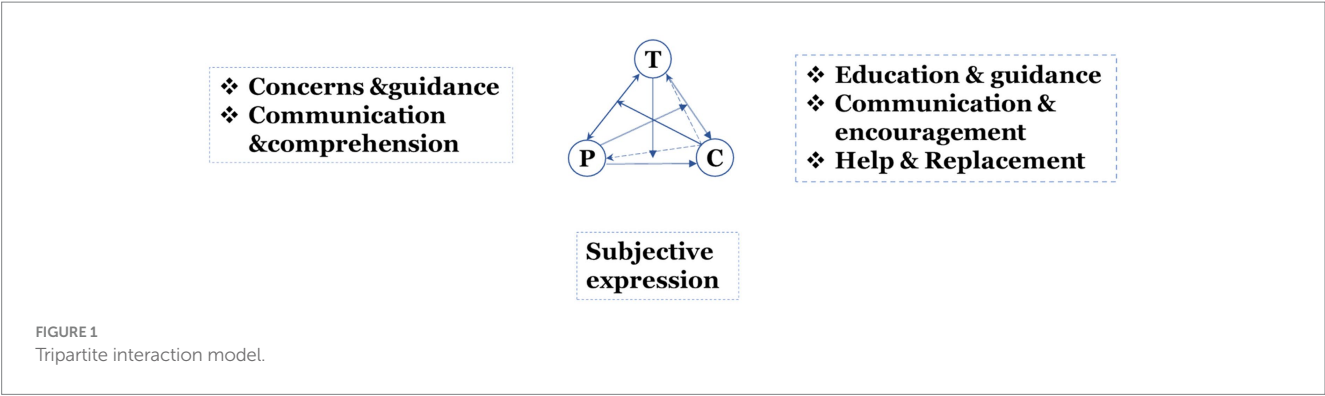 ❖ Concerns &guidance
❖ Communication
&comprehension
T
P
C
❖ Education & guidance
❖ Communication &
encouragement
❖ Help & Replacement
Subjective
expression
FIGURE 1
Tripartite interaction model.